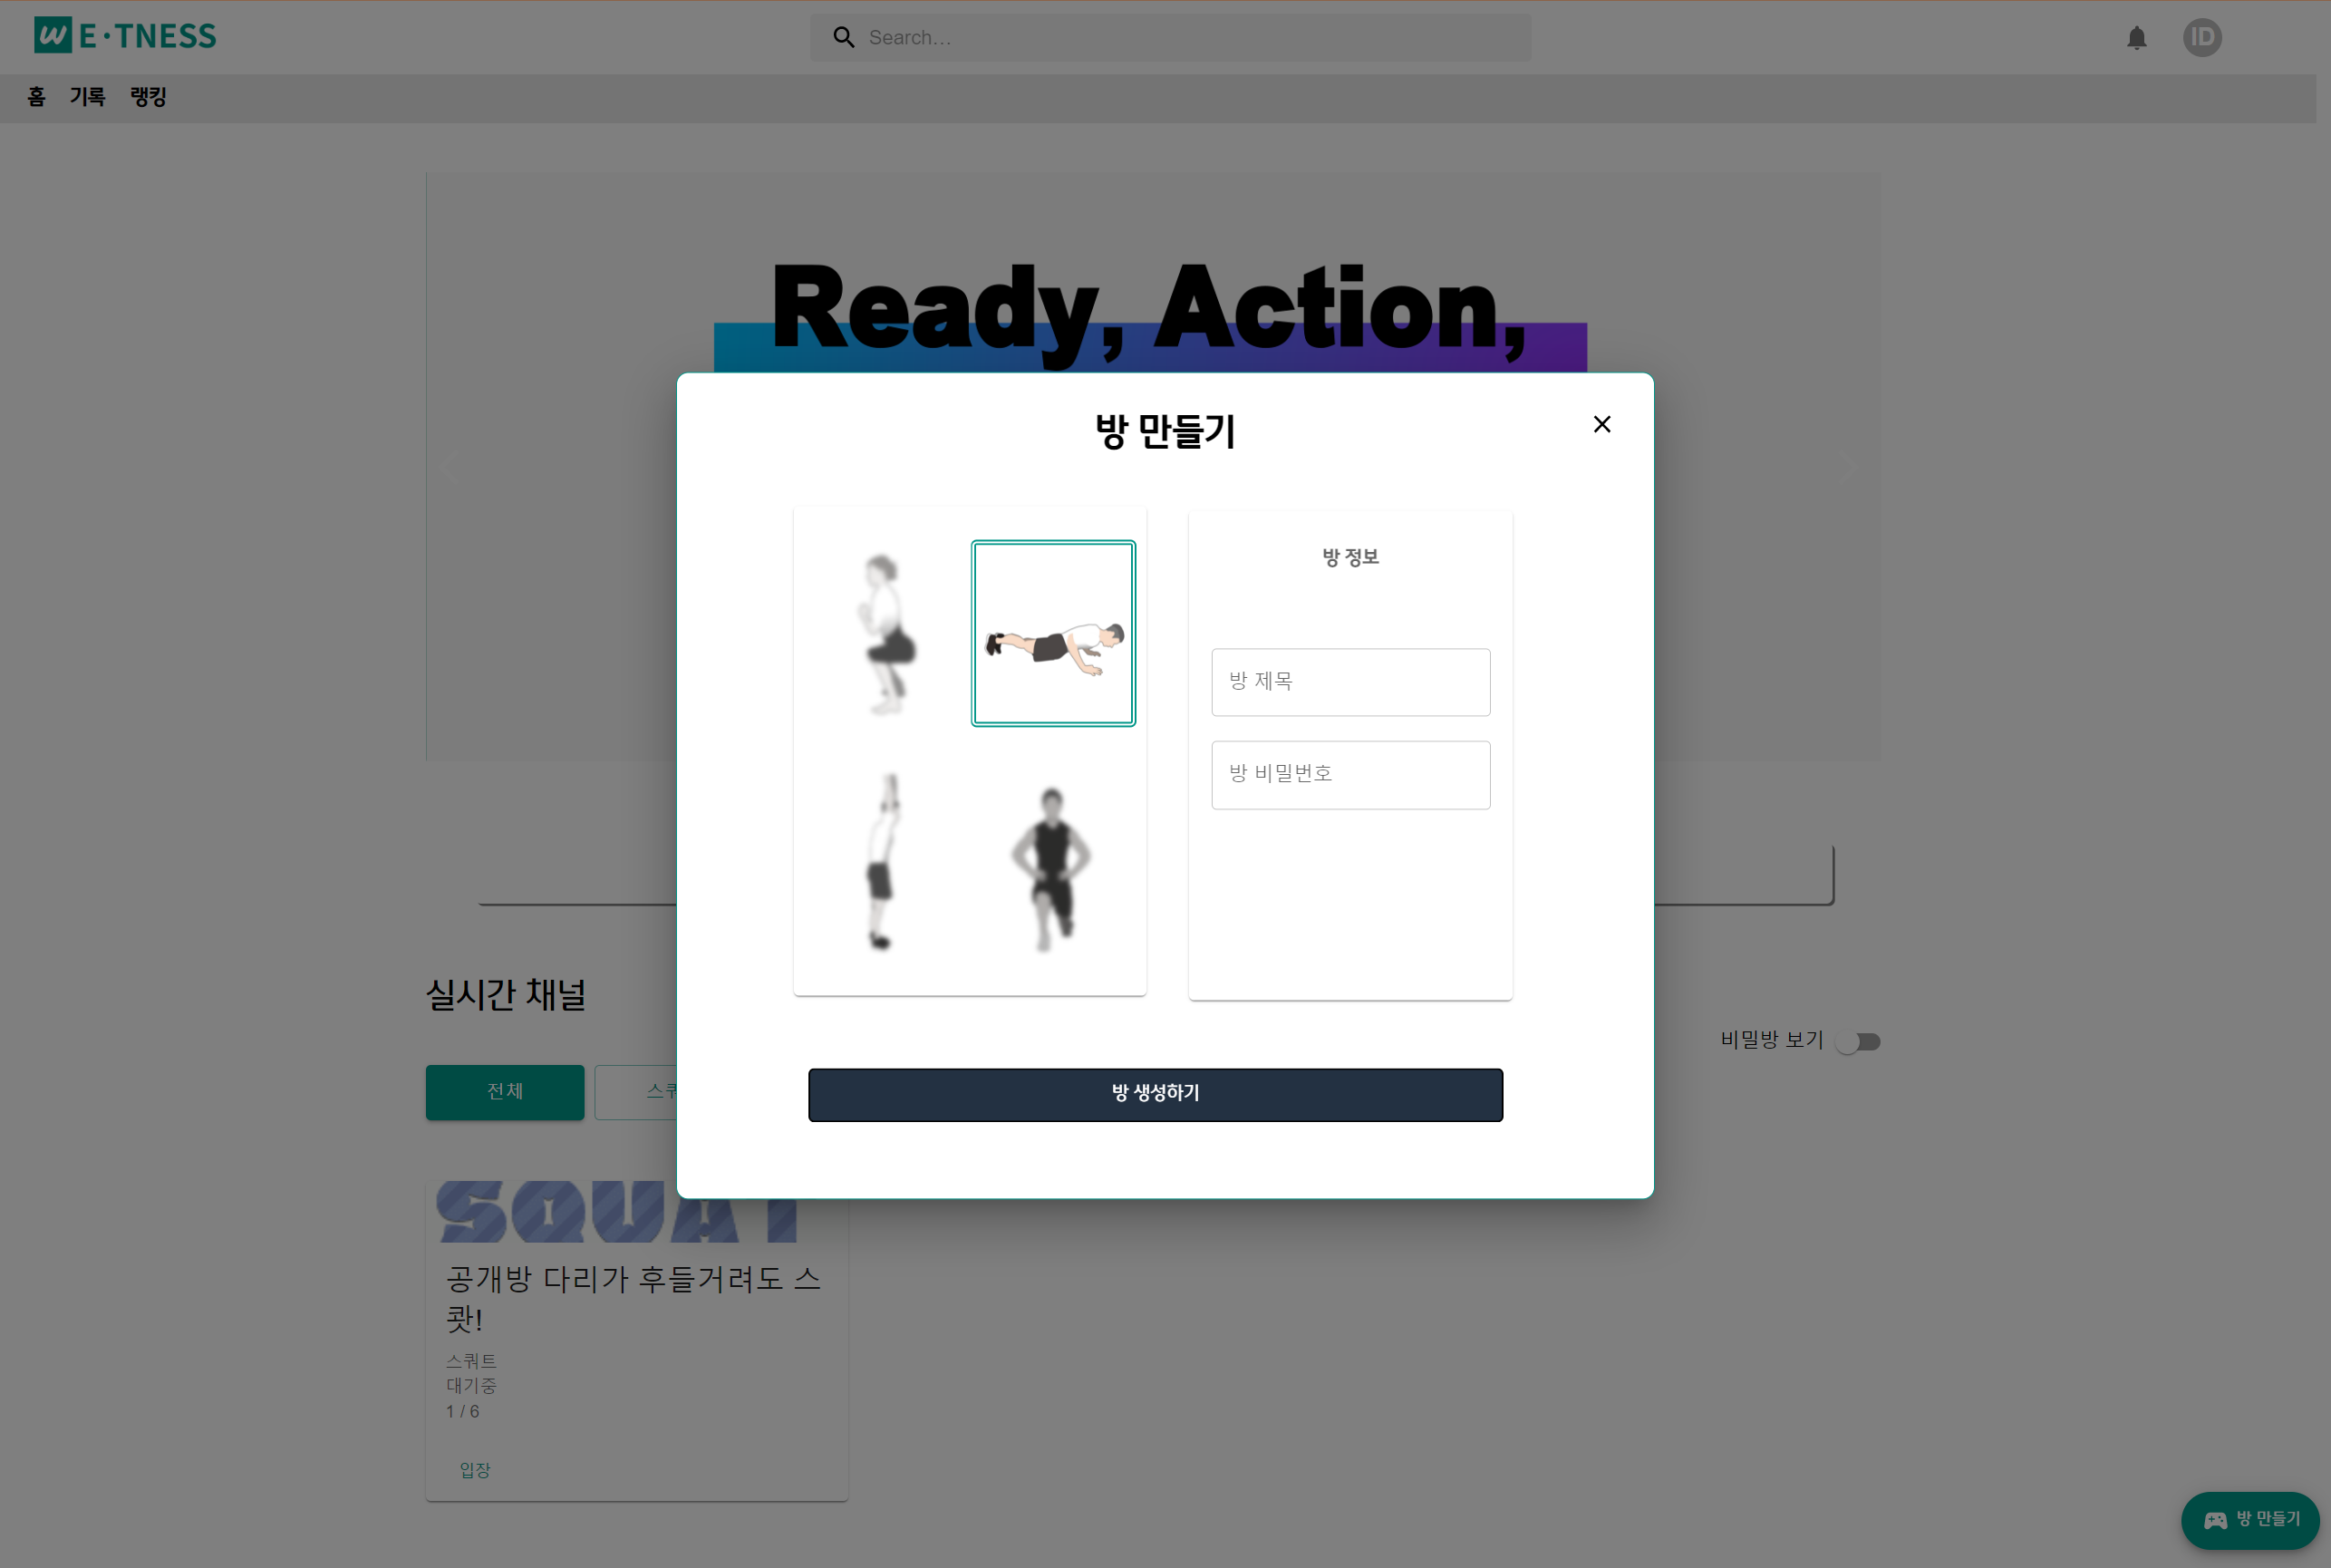 W E·TNESS
Search...
ID
홈 기록 랭킹
Ready, Action,
방 만들기
방 정보
방 제목
방 비밀번호
방 생성하기
실시간 채널
비밀방 보기
전체
SQUAT
공개방 다리가 후들거려도 스
쾃!
스쿼트
대기중
1 / 6
입장
방 만들기